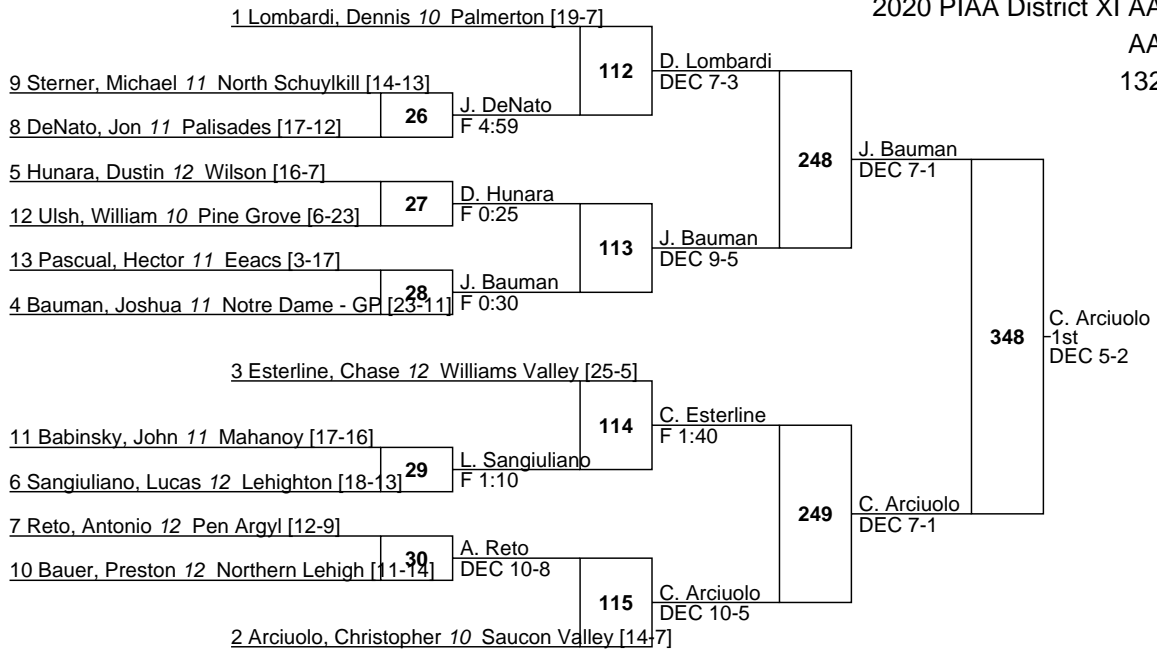 2020 PIAA District XI AA
AA
132
1 Lombardi, Dennis 10 Palmerton [19-7]
112
D. Lombardi
DEC 7-3
9 Sterner, Michael 11 North Schuylkill [14-13]
26
J. DeNato
F 4:59
8 DeNato, Jon 11 Palisades [17-12]
248
J. Bauman
DEC 7-1
5 Hunara, Dustin 12 Wilson [16-7]
27
D. Hunara
F 0:25
12 Ulsh, William 10 Pine Grove [6-23]
113
J. Bauman
DEC 9-5
13 Pascual, Hector 11 Eeacs [3-17]
28
J. Bauman
F 0:30
4 Bauman, Joshua 11 Notre Dame - GP [23-11]
348
C. Arciuolo
1st
DEC 5-2
3 Esterline, Chase 12 Williams Valley [25-5]
114
C. Esterline
F 1:40
11 Babinsky, John 11 Mahanoy [17-16]
29
L. Sangiuliano
F 1:10
6 Sangiuliano, Lucas 12 Lehighton [18-13]
249
C. Arciuolo
DEC 7-1
7 Reto, Antonio 12 Pen Argyl [12-9]
30
A. Reto
DEC 10-8
10 Bauer, Preston 12 Northern Lehigh [11-14]
115
C. Arciuolo
DEC 10-5
2 Arciuolo, Christopher 10 Saucon Valley [14-7]